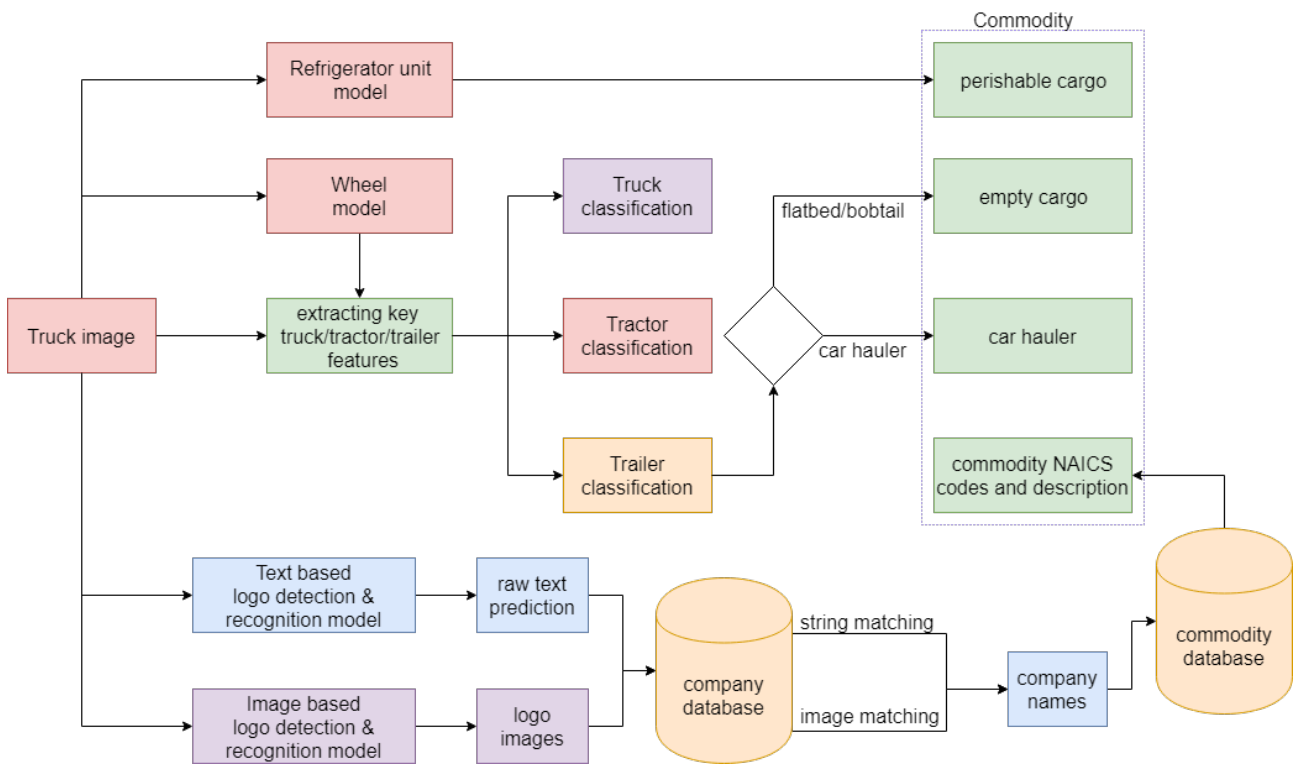 Commodity
Refrigerator unit
model
perishable cargo
Wheel
model
Truck
classification
flatbed/bobtail
empty cargo
Truck image
extracting key
truck/tractor/trailer
features
Tractor
classification
car hauler
car hauler
Trailer
classification
commodity NAICS
codes and description
Text based
logo detection &
recognition model
raw text
prediction
company
database
string matching
image matching
company
names
commodity
database
Image based
logo detection &
recognition model
logo
images